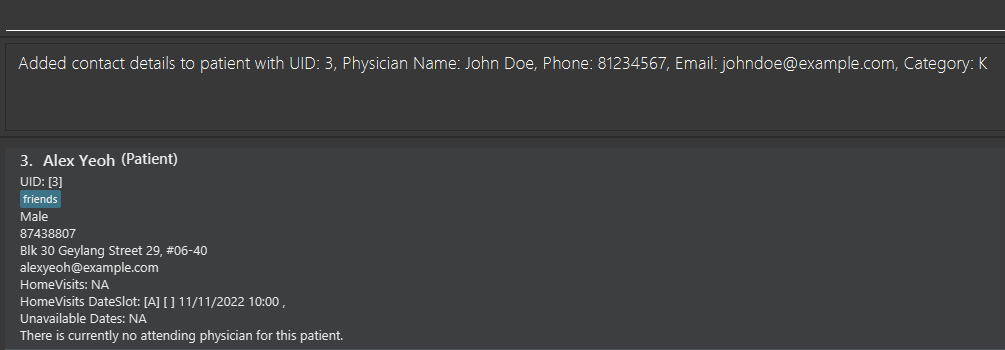 Added contact details to patient with UID: 3, Physician Name: John Doe, Phone: 81234567, Email: johndoe@example.com, Category: K
3. Alex Yeoh (Patient)
UID: [3]
friends
Male
87438807
Blk 30 Geylang Street 29, #06-40
alexyeoh@example.com
HomeVisits: NA
HomeVisits DateSlot: [A] [ ] 11/11/2022 10:00 ,
Unavailable Dates: NA
There is currently no attending physician for this patient.